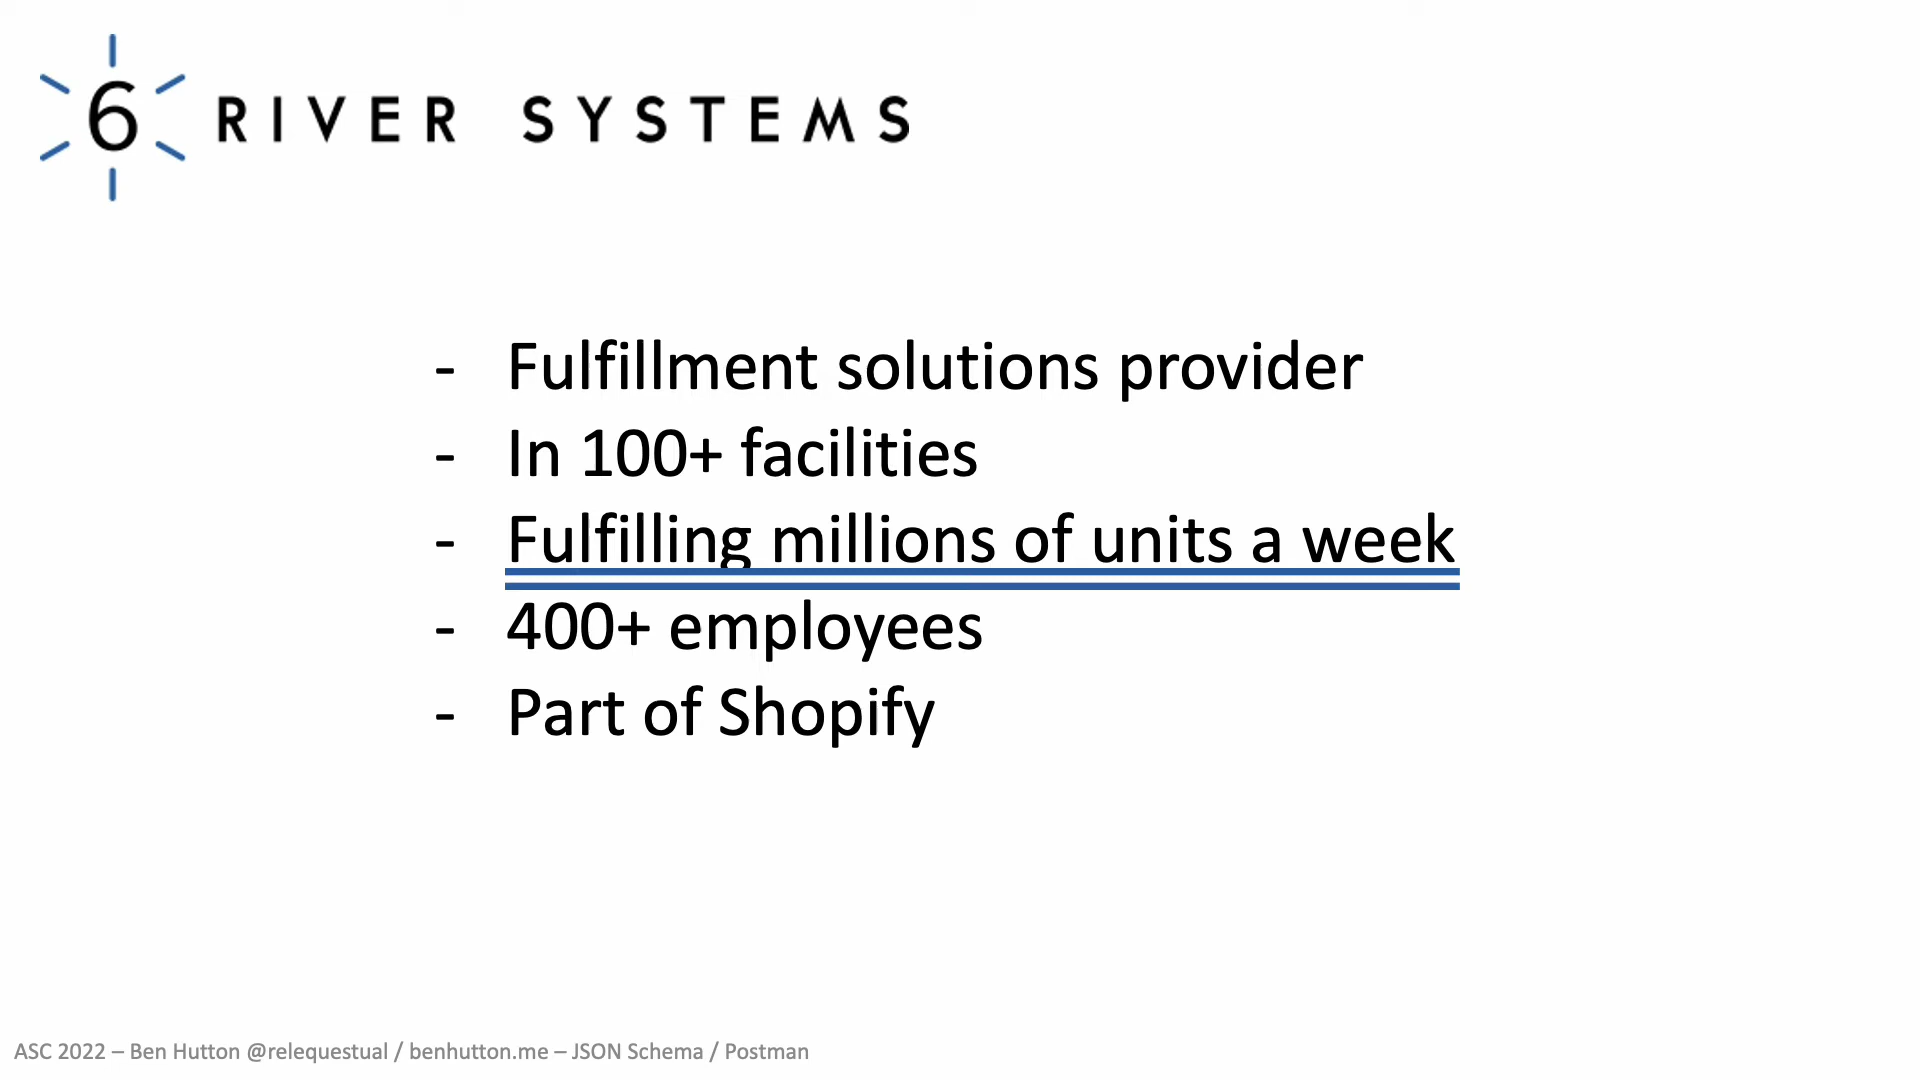 6 RIVER SYSTEMS
- Fulfillment solutions provider
- In 100+ facilities
- Fulfilling millions of units a week
- 400+ employees
- Part of Shopify
ASC 2022 – Ben Hutton @relequestual / benhutton.me – JSON Schema / Postman